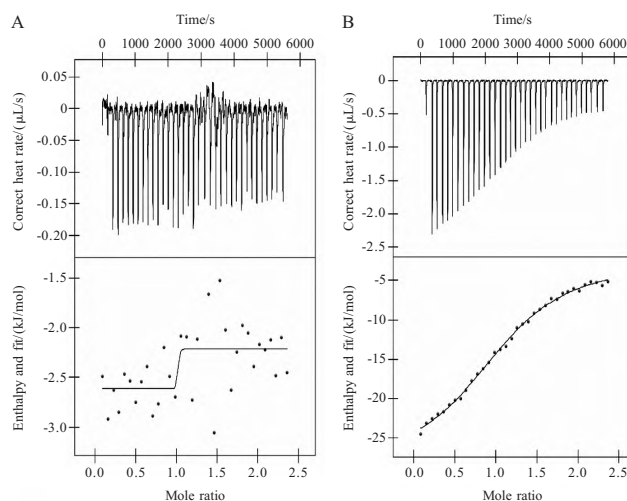 A
Time/s
0 1000 2000 3000 4000 5000 6000
Correct heat rate/(μL/s)
0.05
0
-0.05
-0.10
-0.15
-0.20
Enthalpy and fit/(kJ/mol)
-1.5
-2.0
-2.5
-3.0
0.0 0.5 1.0 1.5 2.0 2.5
Mole ratio
B
Time/s
0 1000 2000 3000 4000 5000 6000
Correct heat rate/(μL/s)
0
-0.5
-1.0
-1.5
-2.0
-2.5
Enthalpy and fit/(kJ/mol)
-5
-10
-15
-20
-25
0.0 0.5 1.0 1.5 2.0 2.5
Mole ratio